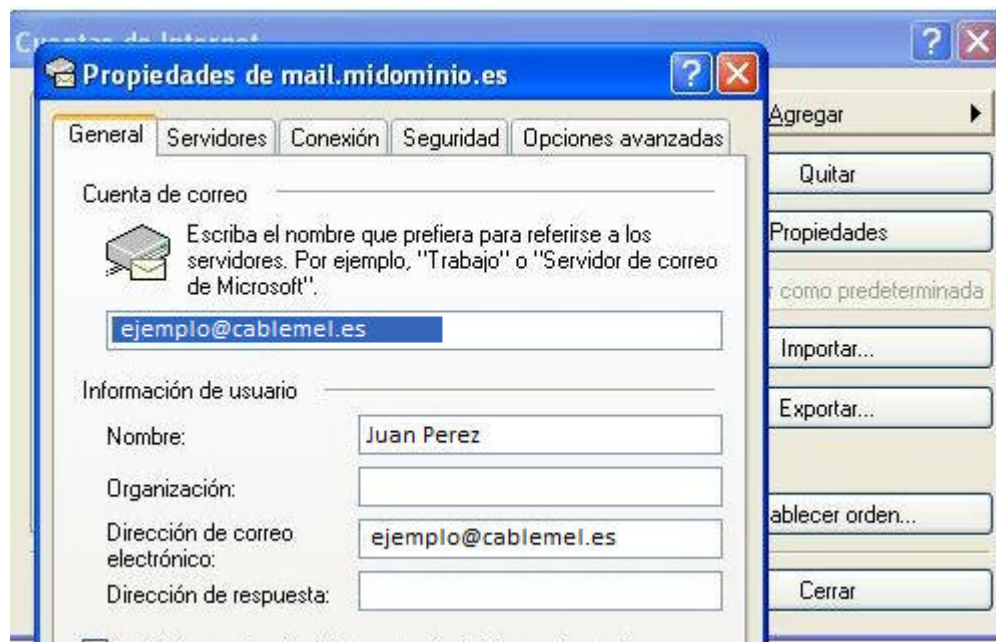 Cuentas de Internet
Propiedades de mail.midominio.es
General Servidores Conexión Seguridad Opciones avanzadas
Cuenta de correo
Escriba el nombre que prefiera para referirse a los
servidores. Por ejemplo, "Trabajo" o "Servidor de correo
de Microsoft".
ejemplo@cablemel.es
Información de usuario
Nombre: Juan Perez
Organización:
Dirección de correo
electrónico: ejemplo@cablemel.es
Dirección de respuesta:
Agregar
Quitar
Propiedades
como predeterminada
Importar...
Exportar...
ablecer orden...
Cerrar